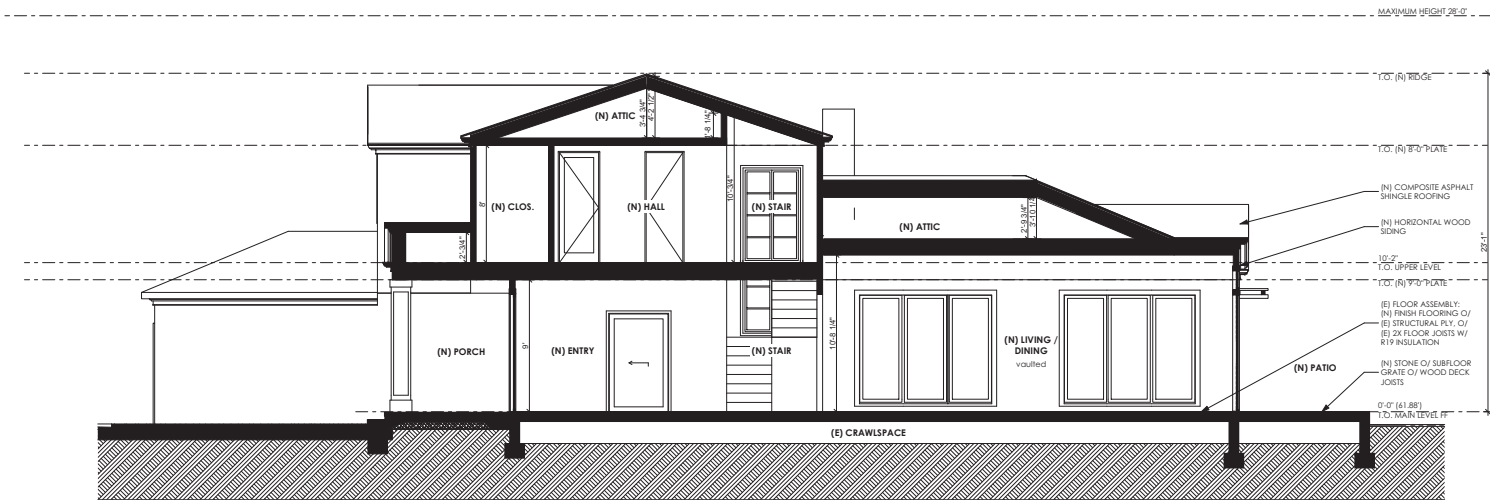 MAXIMUM HEIGHT 28'-0"
T.O. (N) RIDGE
(N) ATTIC
3'-4 3/4"
4'-2 1/2"
'-8 1/4"
T.O. (N) 8'-0" PLATE
8'
(N) CLOS.
(N) HALL
10'-3/4"
(N) STAIR
(N) COMPOSITE ASPHALT
SHINGLE ROOFING
(N) ATTIC
2'-9 3/4"
3'-10 1/
(N) HORIZONTAL WOOD
SIDING
2'-3/4"
23'-1"
10'-2"
T.O. UPPER LEVEL
T.O. (N) 9'-0" PLATE
(E) FLOOR ASSEMBLY:
(N) FINISH FLOORING O/
(E) STRUCTURAL PLY, O/
(E) 2X FLOOR JOISTS W/
R19 INSULATION
(N) PORCH
9'
(N) ENTRY
(N) STAIR
10'-8 1/4"
(N) LIVING /
DINING
vaulted
(N) PATIO
(N) STONE O/ SUBFLOOR
GRATE O/ WOOD DECK
JOISTS
0'-0" (61.88')
T.O. MAIN LEVEL FF
(E) CRAWLSPACE